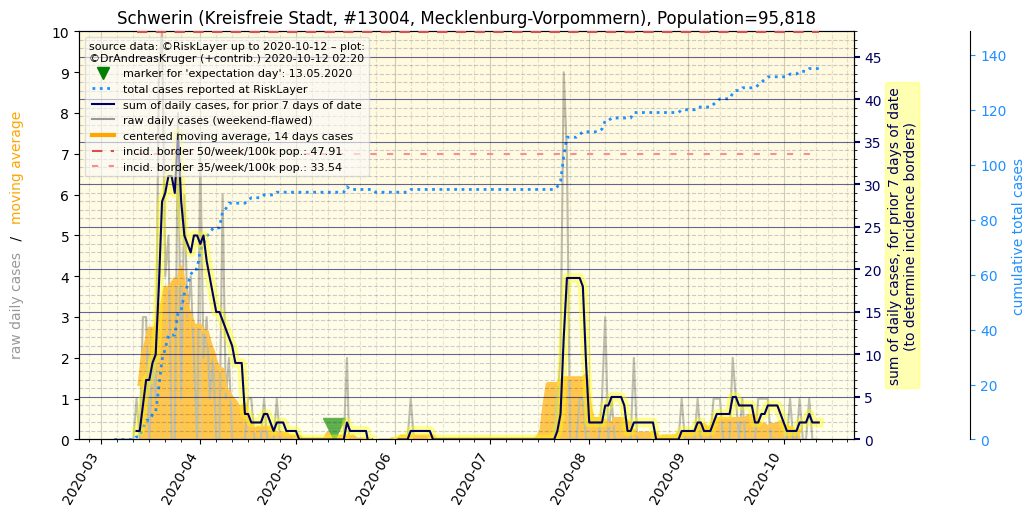 Schwerin (Kreisfreie Stadt, #13004, Mecklenburg-Vorpommern), Population=95,818
source data: ©RiskLayer up to 2020-10-12 – plot:
©DrAndreasKruger (+contrib.) 2020-10-12 02:20
marker for 'expectation day': 13.05.2020
total cases reported at RiskLayer
sum of daily cases, for prior 7 days of date
raw daily cases (weekend-flawed)
centered moving average, 14 days cases
incid. border 50/week/100k pop.: 47.91
incid. border 35/week/100k pop.: 33.54
raw daily cases / moving average
10
9
8
7
6
5
4
3
2
1
0
2020-03
2020-04
2020-05
2020-06
2020-07
2020-08
2020-09
2020-10
45
40
35
30
25
20
15
10
5
0
sum of daily cases, for prior 7 days of date
(to determine incidence borders)
140
120
100
80
60
40
20
0
cumulative total cases